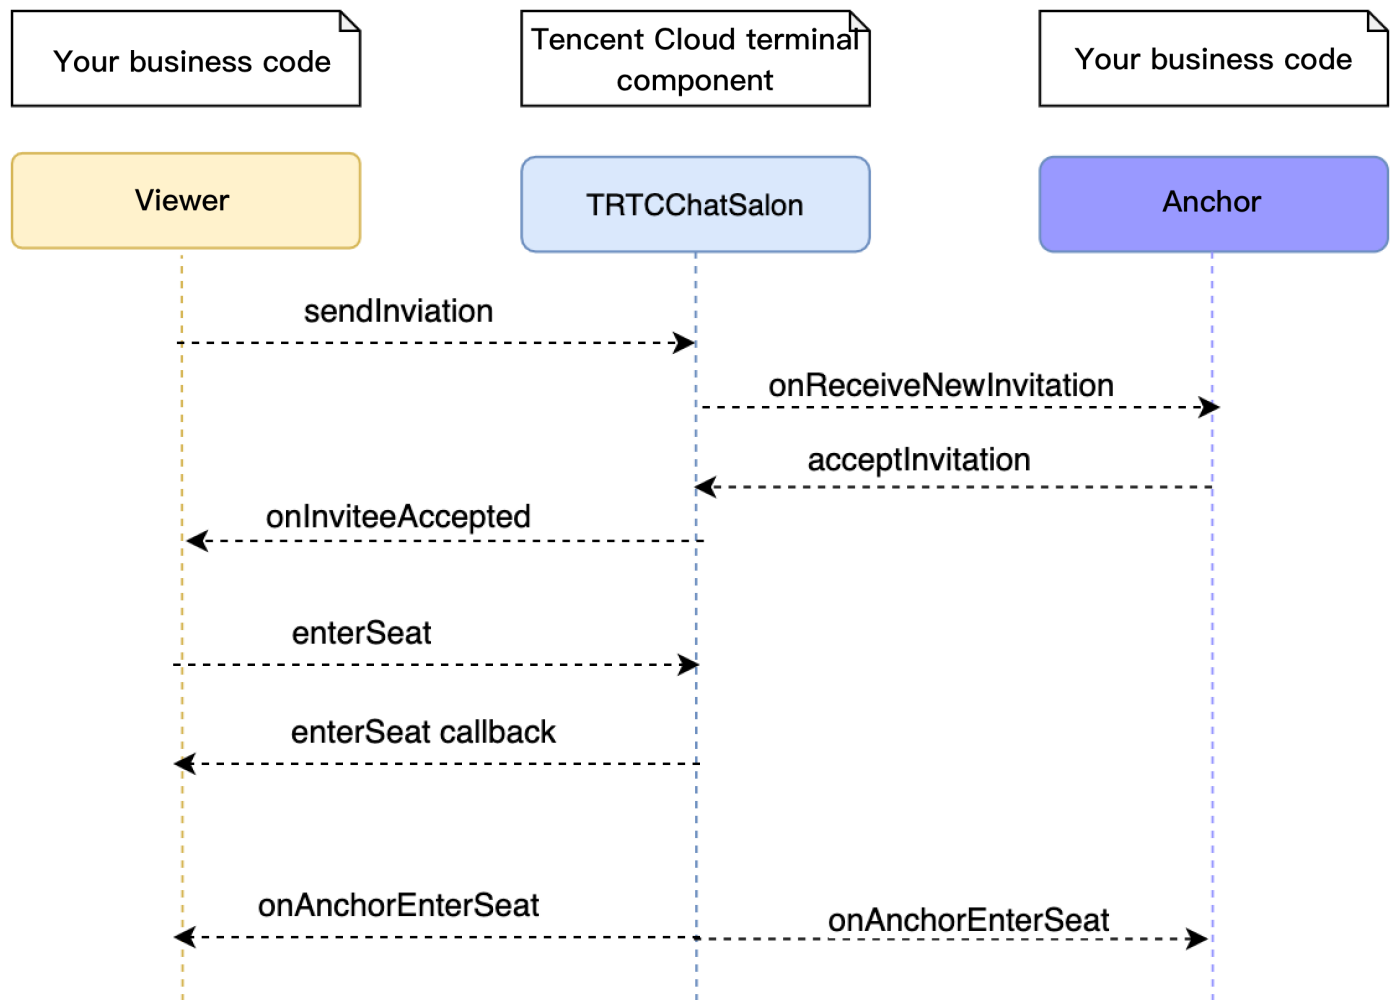 Your business code
Tencent Cloud terminal
component
Your business code
Viewer
TRTCChatSalon
Anchor
sendInviation
onReceiveNewInvitation
acceptInvitation
onInviteeAccepted
enterSeat
enterSeat callback
onAnchorEnterSeat
onAnchorEnterSeat